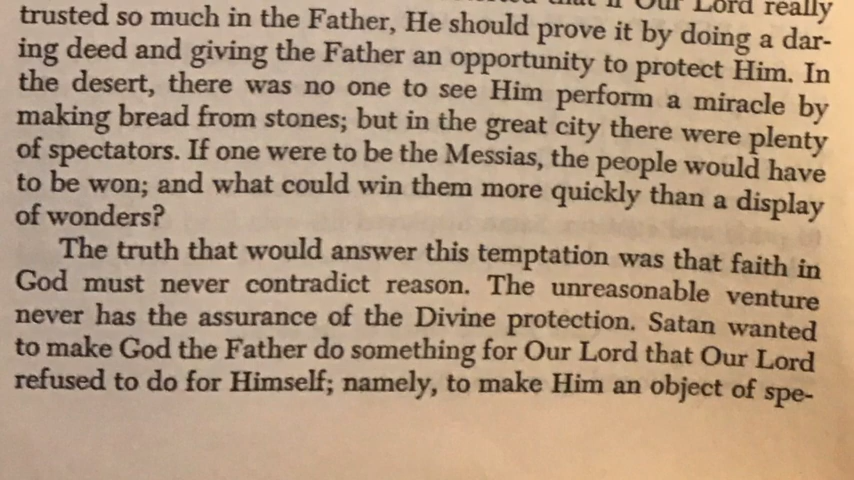 that if Our Lord really
trusted so much in the Father, He should prove it by doing a dar-
ing deed and giving the Father an opportunity to protect Him. In
the desert, there was no one to see Him perform a miracle by
making bread from stones; but in the great city there were plenty
of spectators. If one were to be the Messias, the people would have
to be won; and what could win them more quickly than a display
of wonders?
The truth that would answer this temptation was that faith in
God must never contradict reason. The unreasonable venture
never has the assurance of the Divine protection. Satan wanted
to make God the Father do something for Our Lord that Our Lord
refused to do for Himself; namely, to make Him an object of spe-